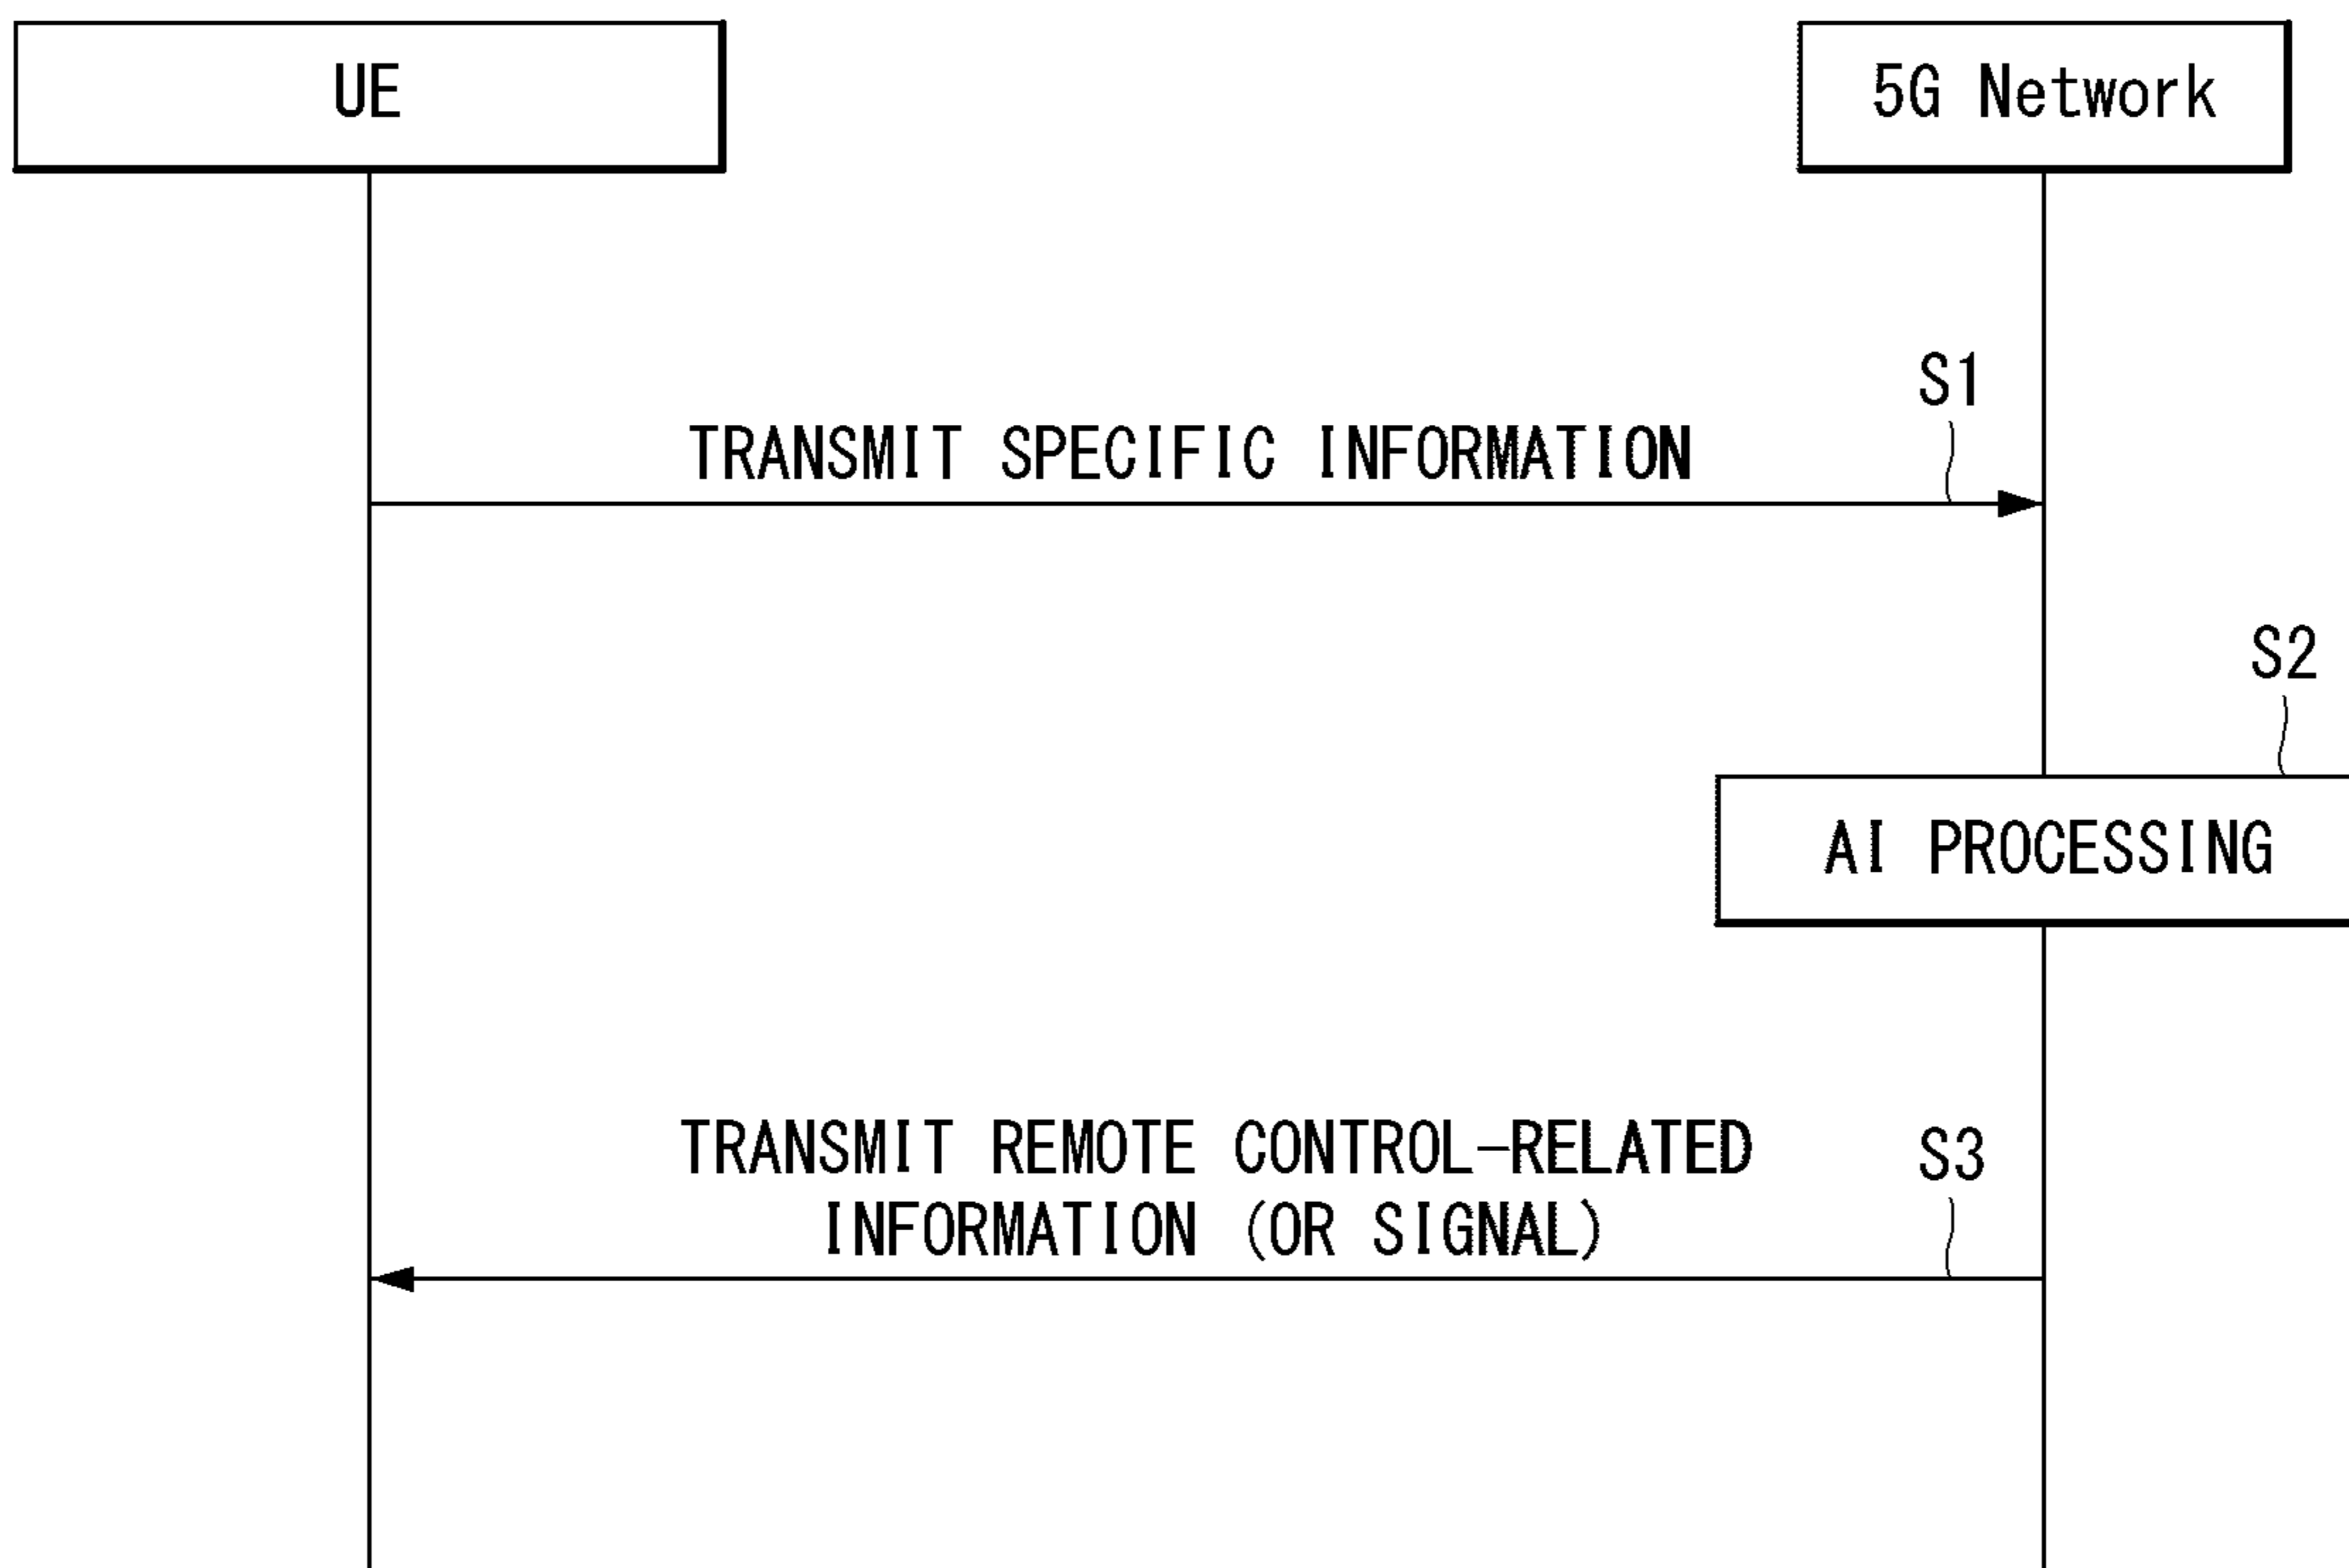 UE
5G Network
S1
TRANSMIT SPECIFIC INFORMATION
S2
AI PROCESSING
TRANSMIT REMOTE CONTROL-RELATED
S3
INFORMATION (OR SIGNAL)